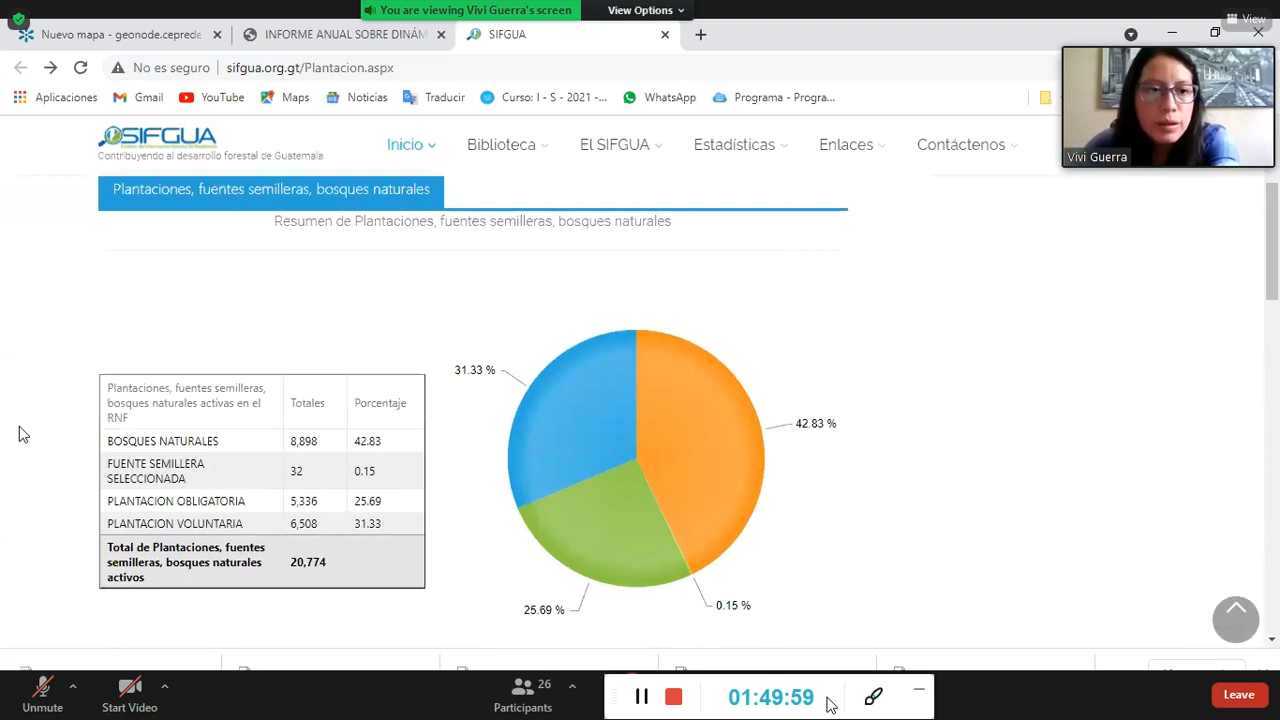 You are viewing Vivi Guerra's screen
View Options
View
Nuevo mapa - geonode.ceprede
INFORME ANUAL SOBRE DINÁM
SIFGUA
No es seguro
sifgua.org.gt/Plantacion.aspx
Aplicaciones
Gmail
YouTube
Maps
Noticias
Traducir
Curso: I - S - 2021 -...
WhatsApp
Programa - Progra...
SIFGUA
Contribuyendo al desarrollo forestal de Guatemala
Inicio
Biblioteca
El SIFGUA
Estadísticas
Enlaces
Contáctenos
Vivi Guerra
Plantaciones, fuentes semilleras, bosques naturales
Resumen de Plantaciones, fuentes semilleras, bosques naturales
Plantaciones, fuentes semilleras,
bosques naturales activas en el
RNF
Totales
Porcentaje
BOSQUES NATURALES 8,898 42.83
FUENTE SEMILLERA
SELECCIONADA
32 0.15
PLANTACION OBLIGATORIA 5,336 25.69
PLANTACION VOLUNTARIA 6,508 31.33
Total de Plantaciones, fuentes
semilleras, bosques naturales
activos
20,774
31.33 %
42.83 %
25.69 %
0.15 %
Unmute
Start Video
26
Participants
01:49:59
Leave